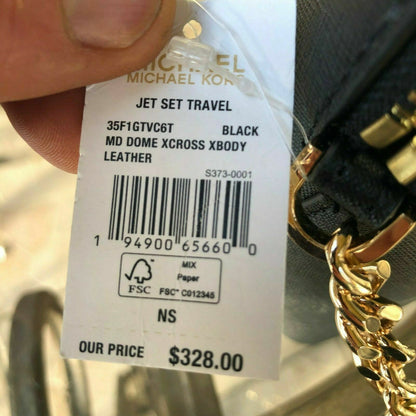 MICHAEL
MICHAEL KORS
JET SET TRAVEL
35F1GTVC6T BLACK
MD DOME XCROSS XBODY
LEATHER
S373-0001
1 94900 65660 0
FSC
MIX
Paper
FSC® C012345
NS
OUR PRICE $328.00